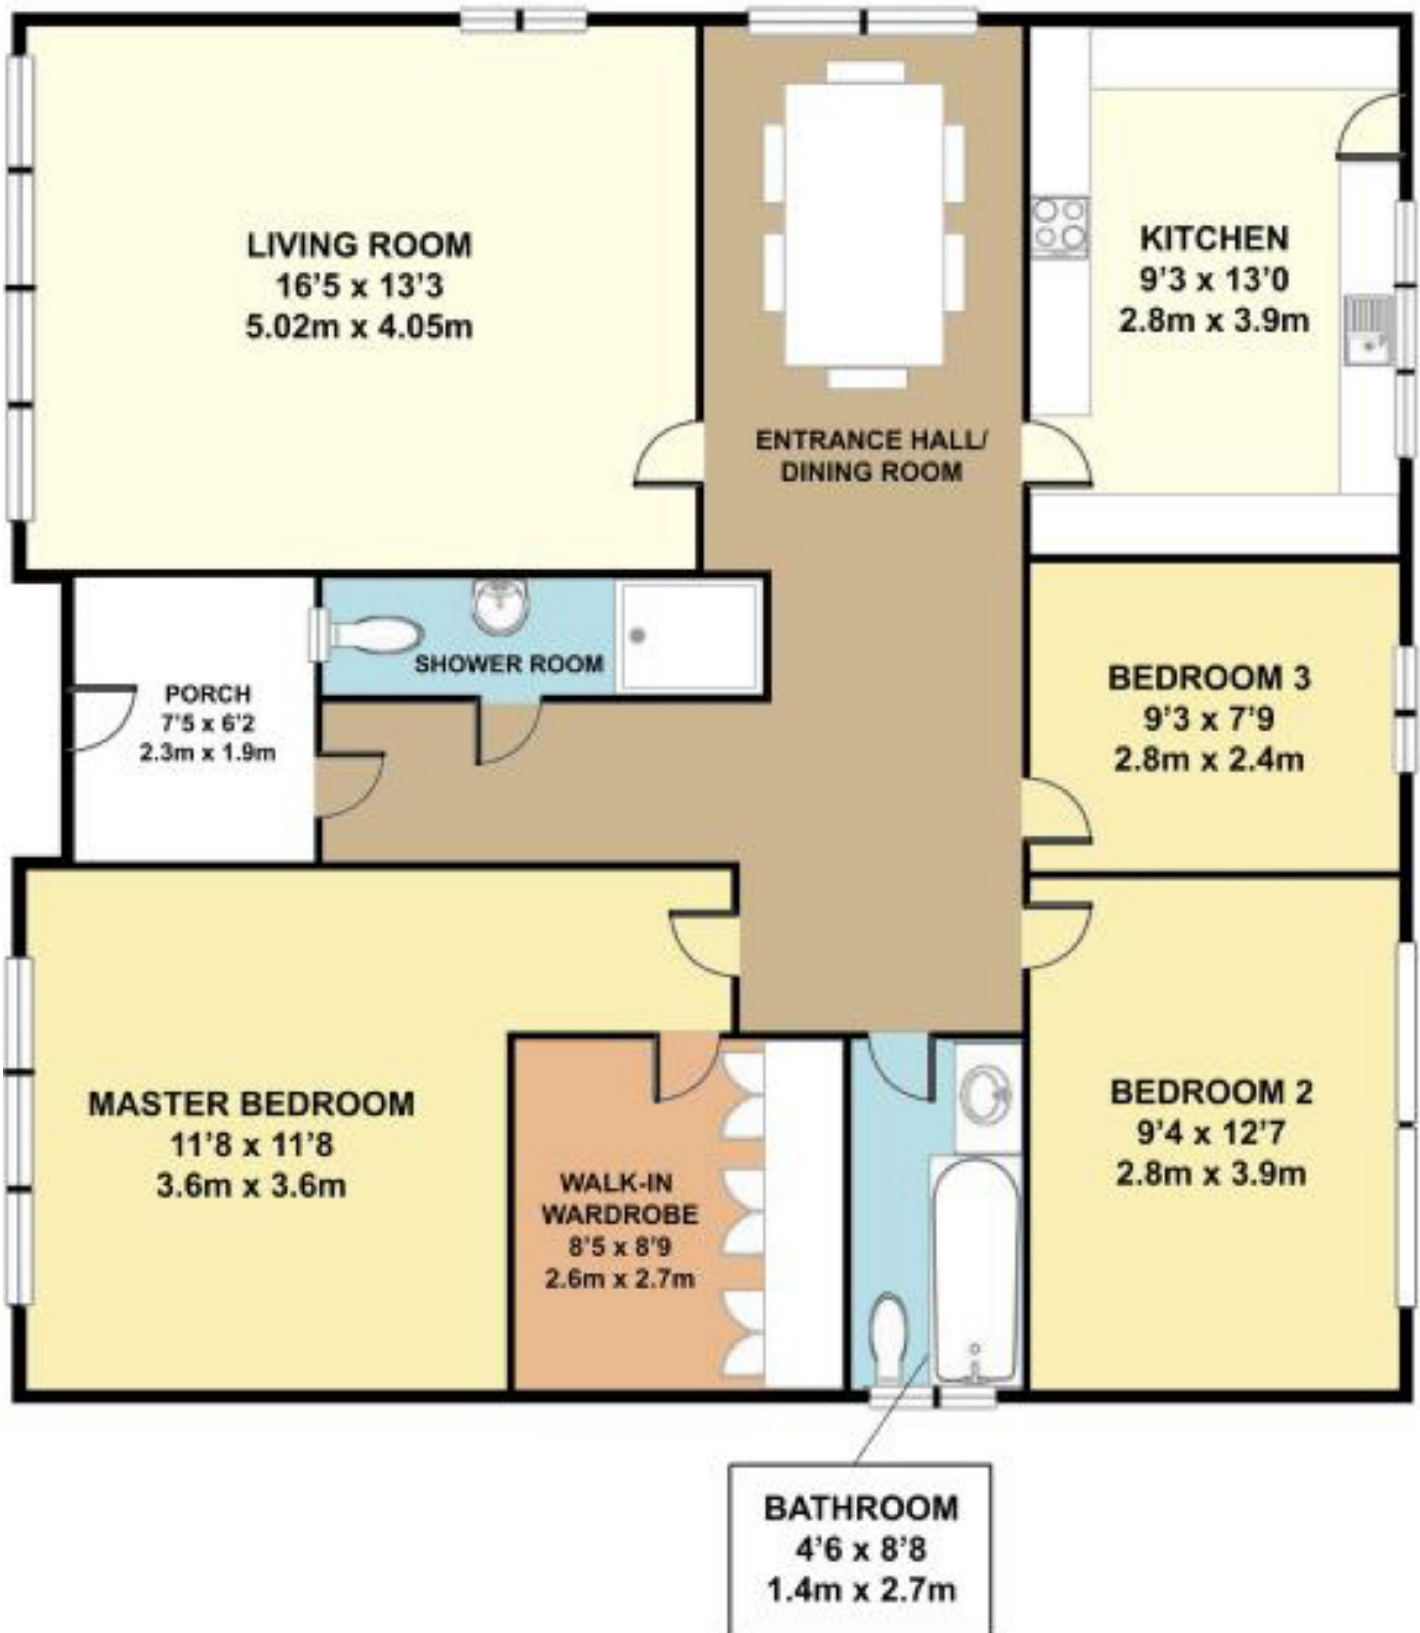 LIVING ROOM
16'5 x 13'3
5.02m x 4.05m
ENTRANCE HALL/
DINING ROOM
KITCHEN
9'3 x 13'0
2.8m x 3.9m
PORCH
7'5 x 6'2
2.3m x 1.9m
SHOWER ROOM
BEDROOM 3
9'3 x 7'9
2.8m x 2.4m
MASTER BEDROOM
11'8 x 11'8
3.6m x 3.6m
WALK-IN
WARDROBE
8'5 x 8'9
2.6m x 2.7m
BEDROOM 2
9'4 x 12'7
2.8m x 3.9m
BATHROOM
4'6 x 8'8
1.4m x 2.7m